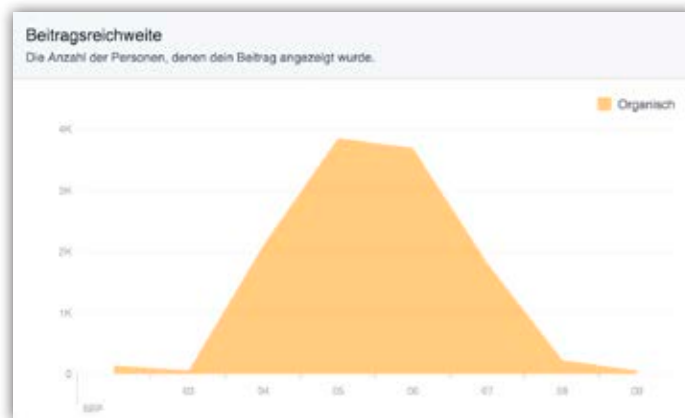 Beitragsreichweite
Die Anzahl der Personen, denen dein Beitrag angezeigt wurde.
Organisch
4K
3K
2K
1K
0
03 04 05 06 07 08 09
SEP